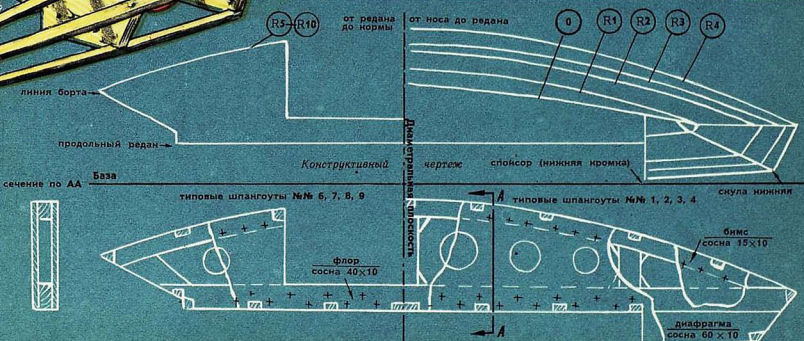 R5-R10
от редана
до кормы
от носа до редана
0
R1
R2
R3
R4
линия борта
продольный редан
Диаметральная плоскость
Конструктивный чертеж
спойсор (нижняя кромка)
База
сечение по АА
типовые шпангоуты №№ 6, 7, 8, 9
А
типовые шпангоуты №№ 1, 2, 3, 4
скула нижняя
бимс
сосна 15×10
флор
сосна 40×10
диафрагма
сосна 60×10
А